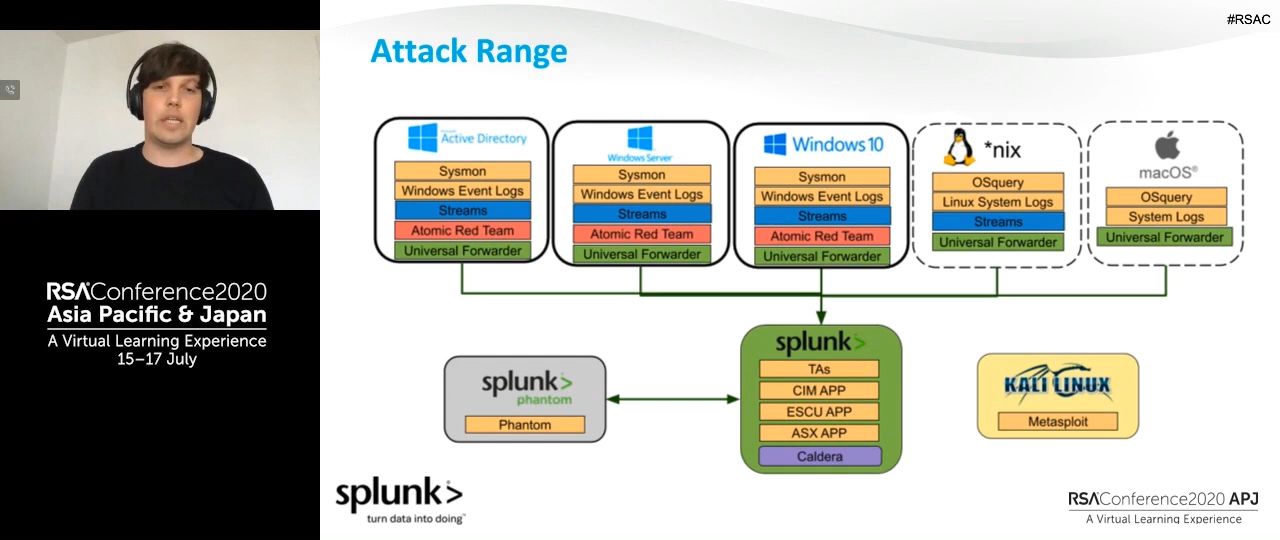 #RSAC
Attack Range
Active Directory
Sysmon
Windows Event Logs
Streams
Atomic Red Team
Universal Forwarder
Windows Server
Sysmon
Windows Event Logs
Streams
Atomic Red Team
Universal Forwarder
Windows 10
Sysmon
Windows Event Logs
Streams
Atomic Red Team
Universal Forwarder
*nix
OSquery
Linux System Logs
Streams
Universal Forwarder
macOS®
OSquery
System Logs
Universal Forwarder
splunk>
phantom
Phantom
splunk>
TAs
CIM APP
ESCU APP
ASX APP
Caldera
KALI LINUX
Metasploit
RSAConference2020
Asia Pacific & Japan
A Virtual Learning Experience
15–17 July
splunk>
turn data into doing™
RSAConference2020 APJ
A Virtual Learning Experience